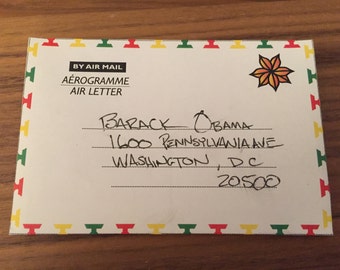 BY AIR MAIL
AÉROGRAMME
AIR LETTER
BARACK OBAMA
1600 PENNSYLVANIA AVE
WASHINGTON, D.C
20500